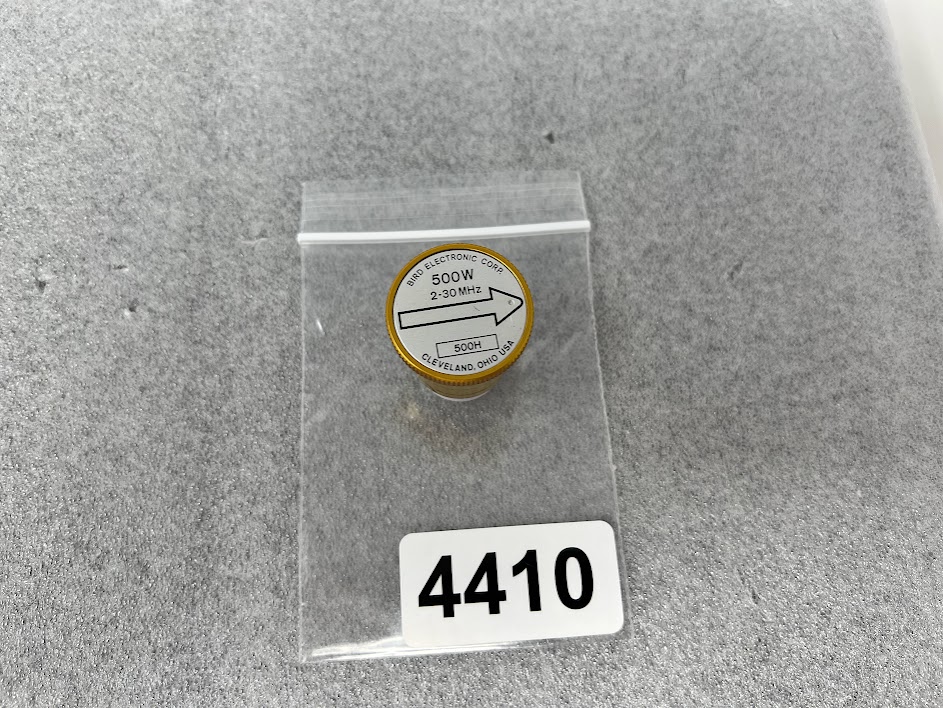 BIRD ELECTRONIC CORP.
500W
2-30 MHz
500H
CLEVELAND, OHIO USA
4410